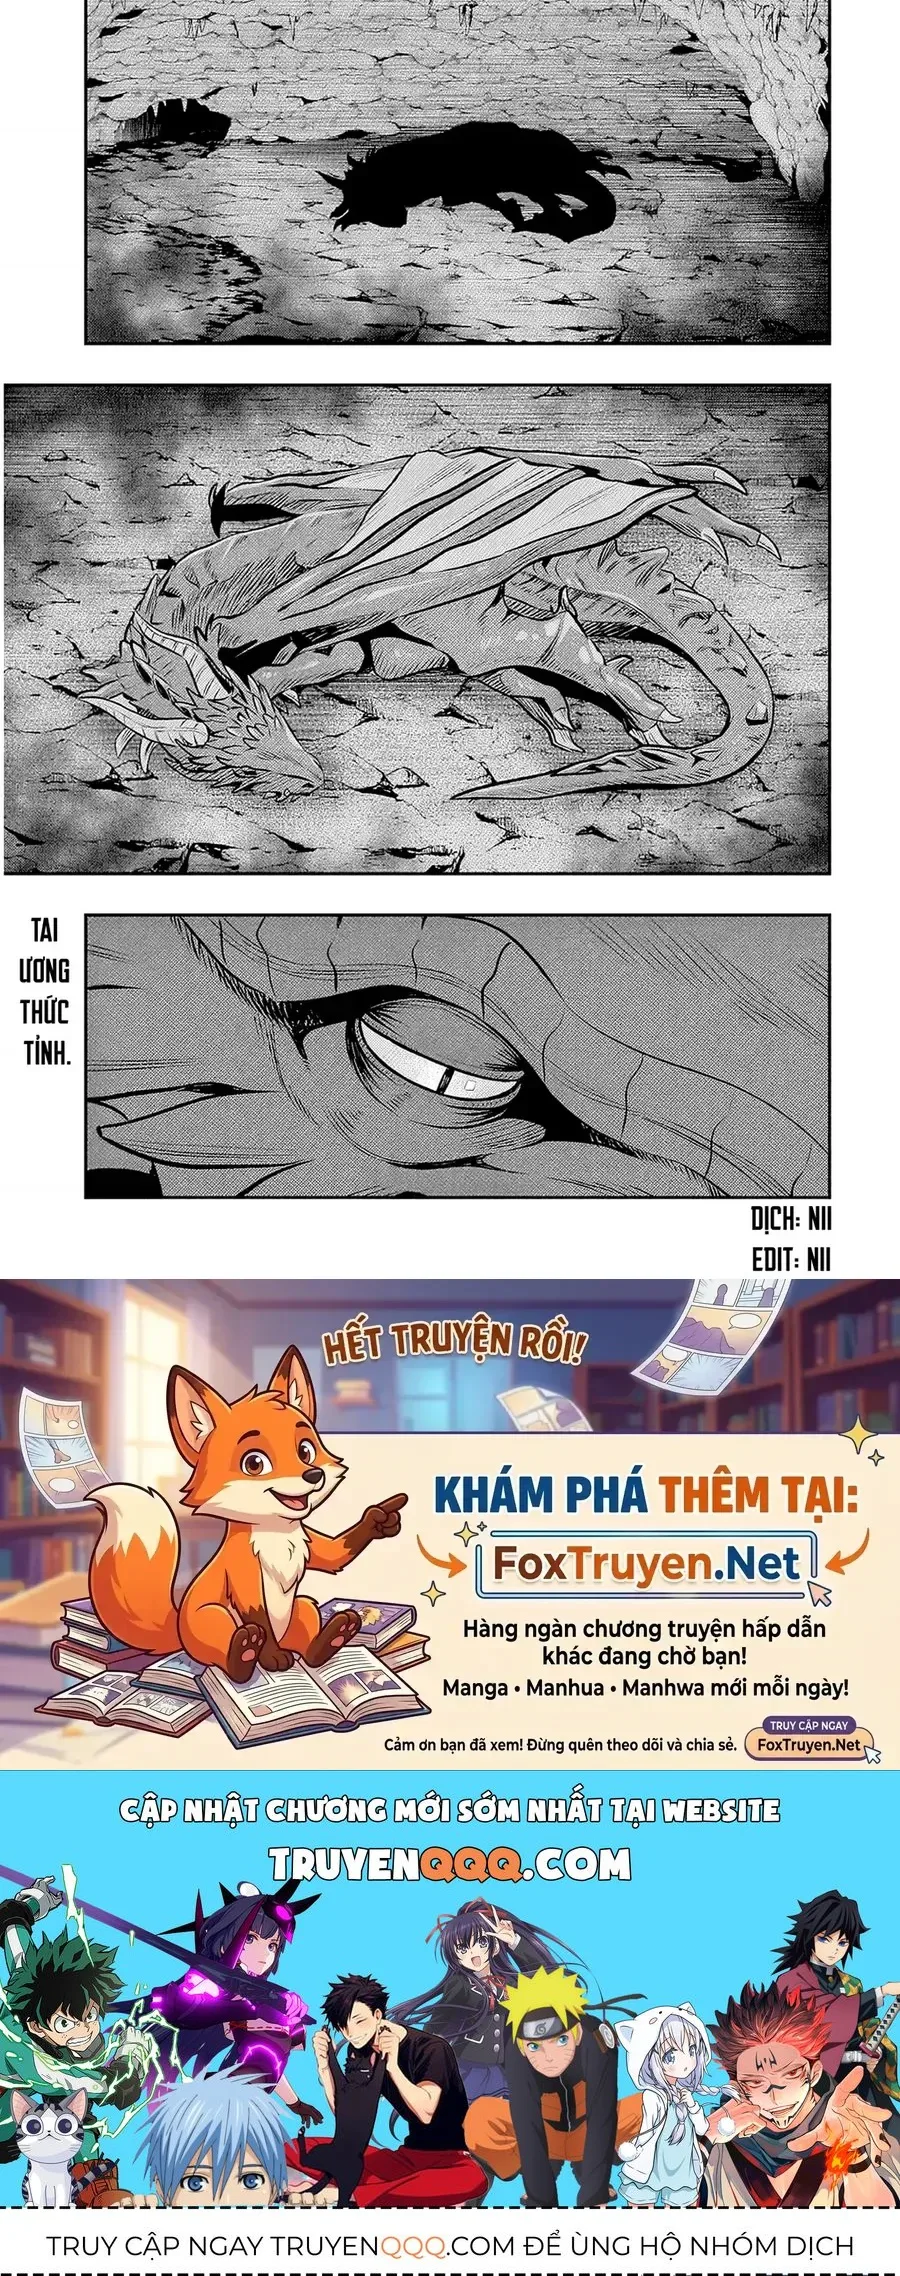 TAI
ƯƠNG
THỨC
TỈNH.
DỊCH: NII
EDIT: NII
HẾT TRUYỆN RỒI!
KHÁM PHÁ THÊM TẠI:
FoxTruyen.Net
Hàng ngàn chương truyện hấp dẫn
khác đang chờ bạn!
Manga • Manhua • Manhwa mới mỗi ngày!
TRUY CẬP NGAY
Cảm ơn bạn đã xem! Đừng quên theo dõi và chia sẻ. FoxTruyen.Net
CẬP NHẬT CHƯƠNG MỚI SỚM NHẤT TẠI WEBSITE
TRUYENQQQ.COM
TRUY CẬP NGAY TRUYENQQQ.COM ĐỂ ỦNG HỘ NHÓM DỊCH